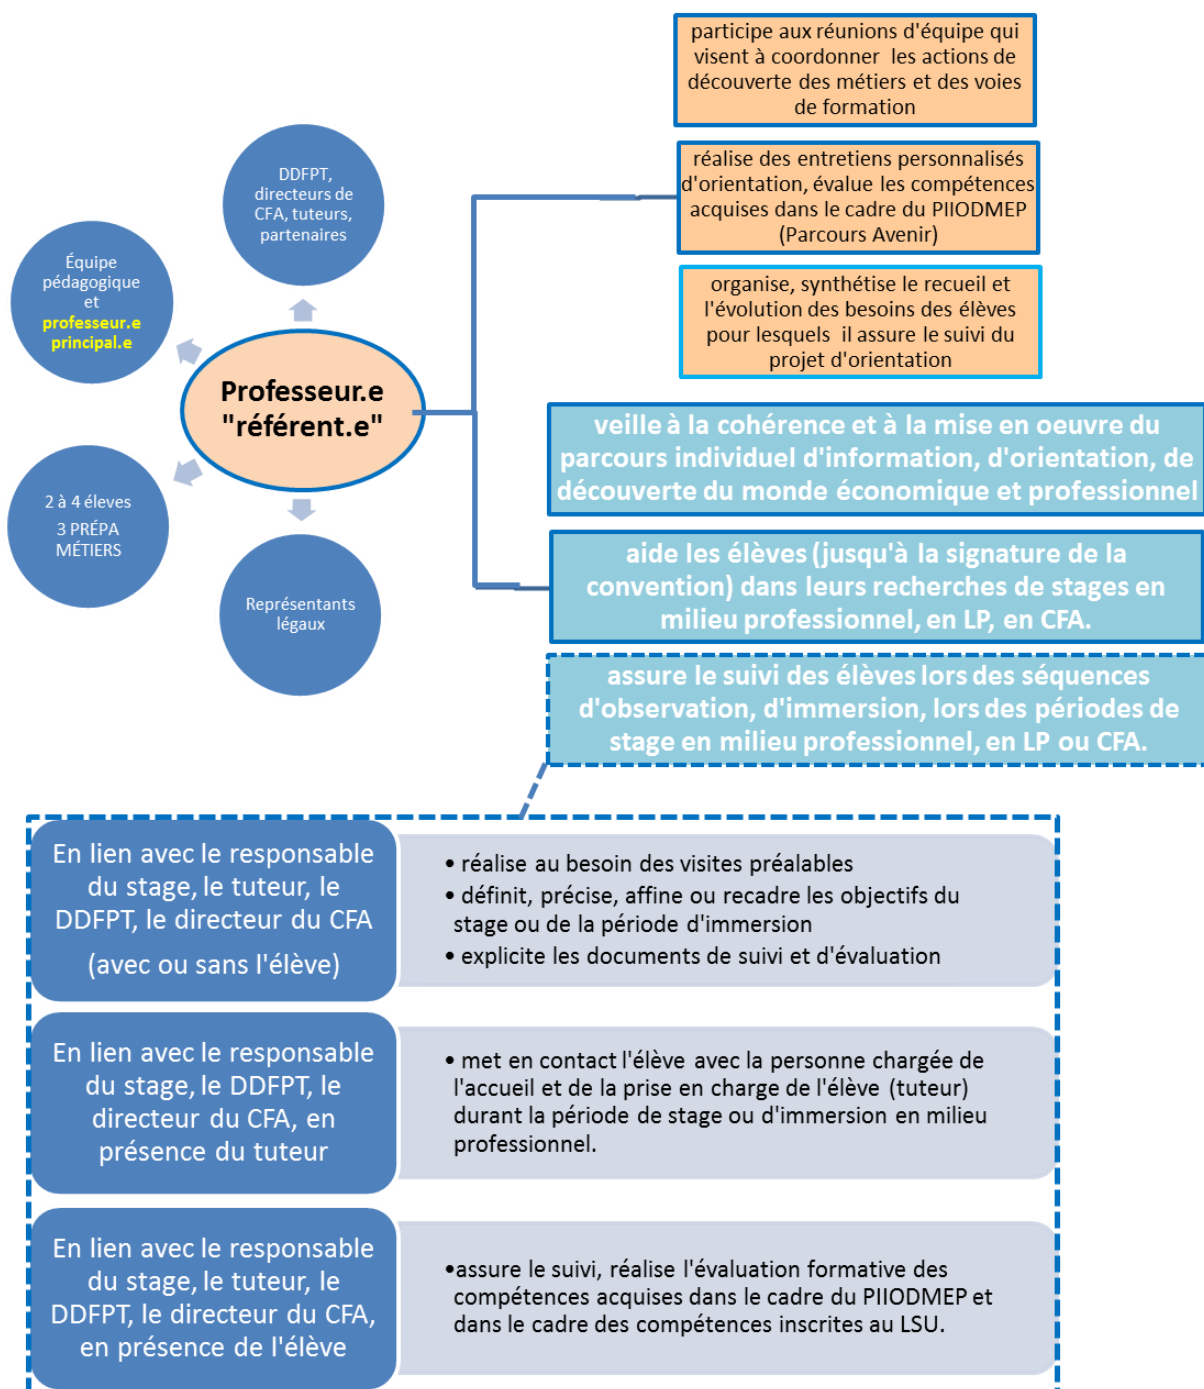 participe aux réunions d'équipe qui
visent à coordonner les actions de
découverte des métiers et des voies
de formation
réalise des entretiens personnalisés
d'orientation, évalue les compétences
acquises dans le cadre du PIIODMEP
(Parcours Avenir)
organise, synthétise le recueil et
l'évolution des besoins des élèves
pour lesquels il assure le suivi du
projet d'orientation
DDFPT,
directeurs de
CFA, tuteurs,
partenaires
Équipe
pédagogique
et
professeur.e
principal.e
Professeur.e
"référent.e"
2 à 4 éleves
3 PRÉPA
MÉTIERS
Représentants
légaux
veille à la cohérence et à la mise en oeuvre du
parcours individuel d'information, d'orientation, de
découverte du monde économique et professionnel
aide les élèves (jusqu'à la signature de la
convention) dans leurs recherches de stages en
milieu professionnel, en LP, en CFA.
assure le suivi des élèves lors des séquences
d'observation, d'immersion, lors des périodes de
stage en milieu professionnel, en LP ou CFA.
En lien avec le responsable
du stage, le tuteur, le
DDFPT, le directeur du CFA
(avec ou sans l'élève)
• réalise au besoin des visites préalables
• définit, précise, affine ou recadre les objectifs du
stage ou de la période d'immersion
• explicite les documents de suivi et d'évaluation
En lien avec le responsable
du stage, le DDFPT, le
directeur du CFA, en
présence du tuteur
• met en contact l'élève avec la personne chargée de
l'accueil et de la prise en charge de l'élève (tuteur)
durant la période de stage ou d'immersion en milieu
professionnel.
En lien avec le responsable
du stage, le tuteur, le
DDFPT, le directeur du CFA,
en présence de l'élève
•assure le suivi, réalise l'évaluation formative des
compétences acquises dans le cadre du PIIODMEP et
dans le cadre des compétences inscrites au LSU.